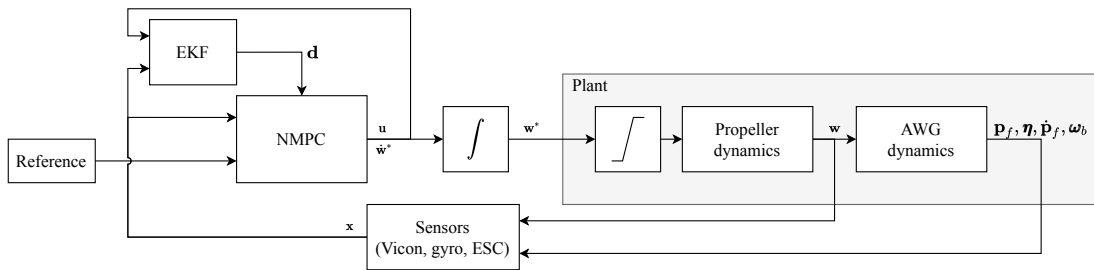 EKF
d
Plant
NMPC
u
ẇ*
∫
w*
Propeller
dynamics
w
AWG
dynamics
p_f, η, ṗ_f, ω_b
Reference
x
Sensors
(Vicon, gyro, ESC)